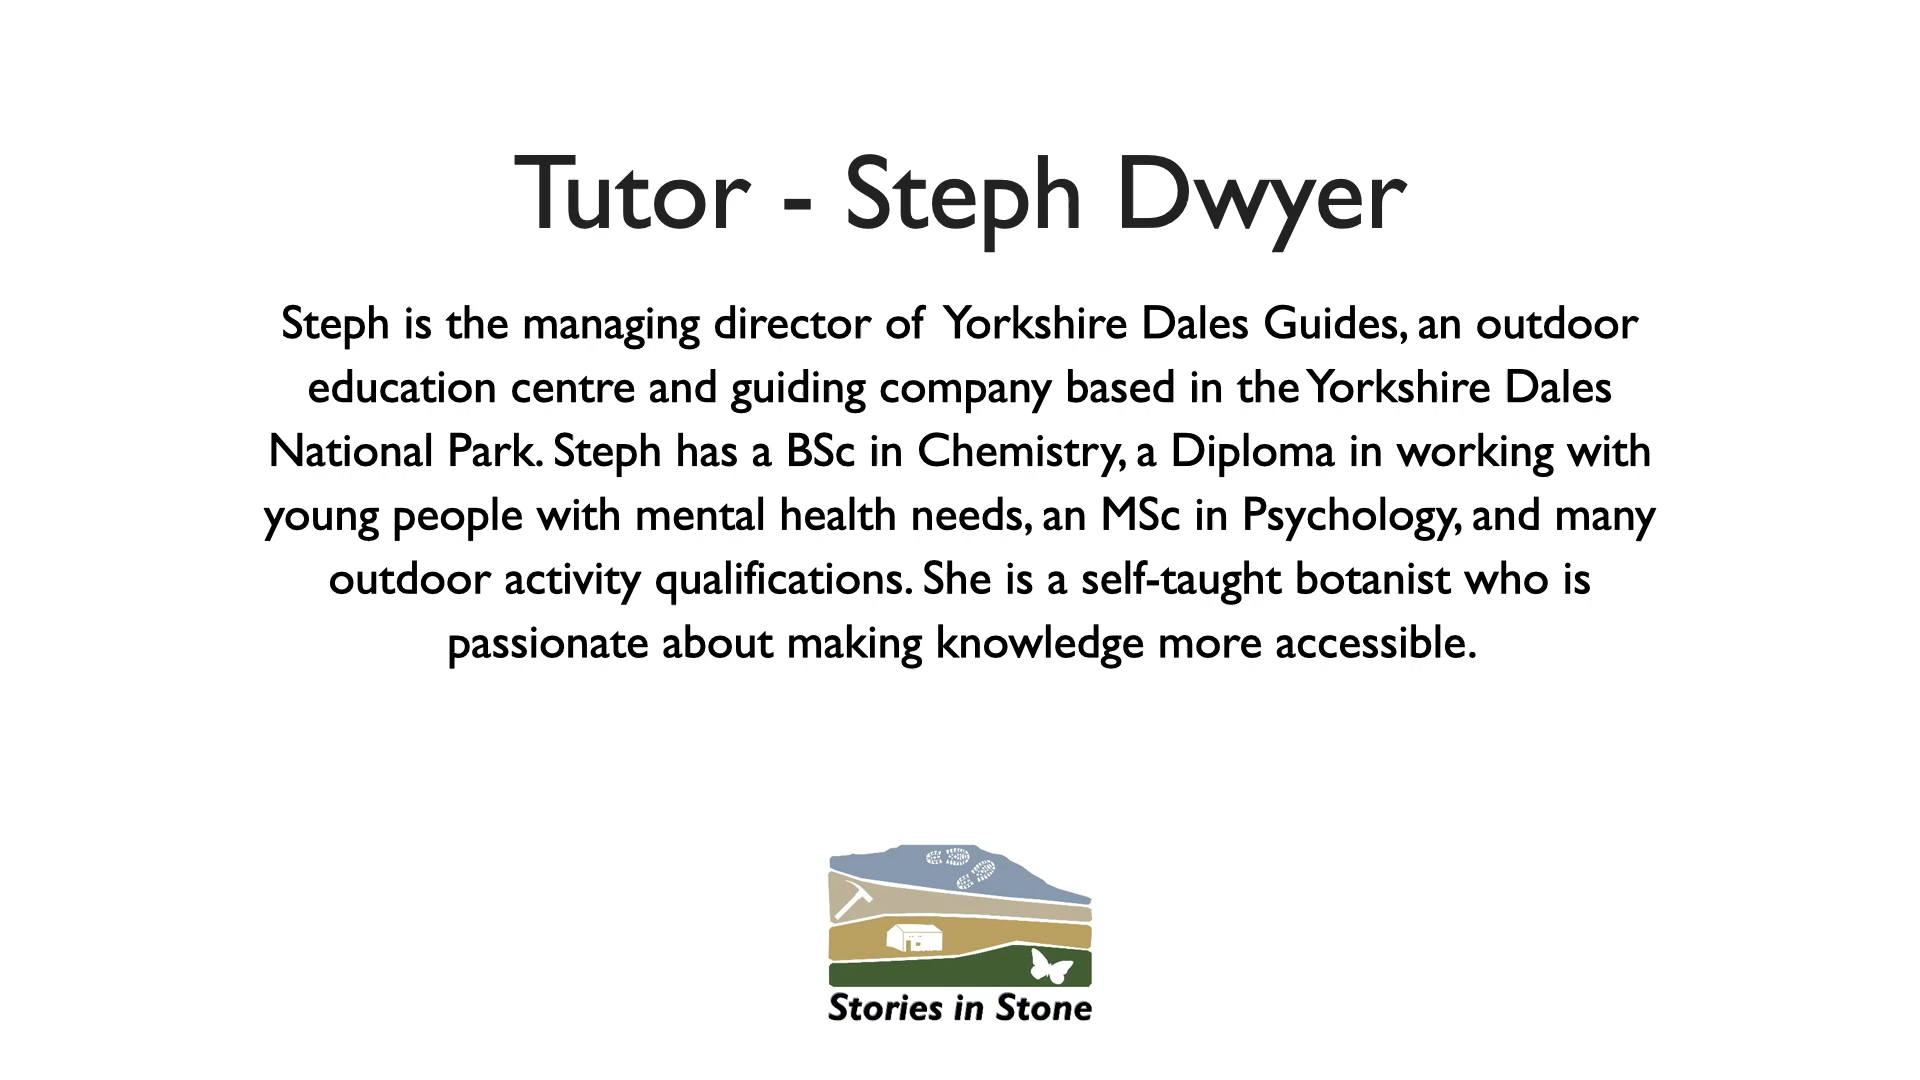 Tutor - Steph Dwyer
Steph is the managing director of Yorkshire Dales Guides, an outdoor
education centre and guiding company based in the Yorkshire Dales
National Park. Steph has a BSc in Chemistry, a Diploma in working with
young people with mental health needs, an MSc in Psychology, and many
outdoor activity qualifications. She is a self-taught botanist who is
passionate about making knowledge more accessible.
Stories in Stone